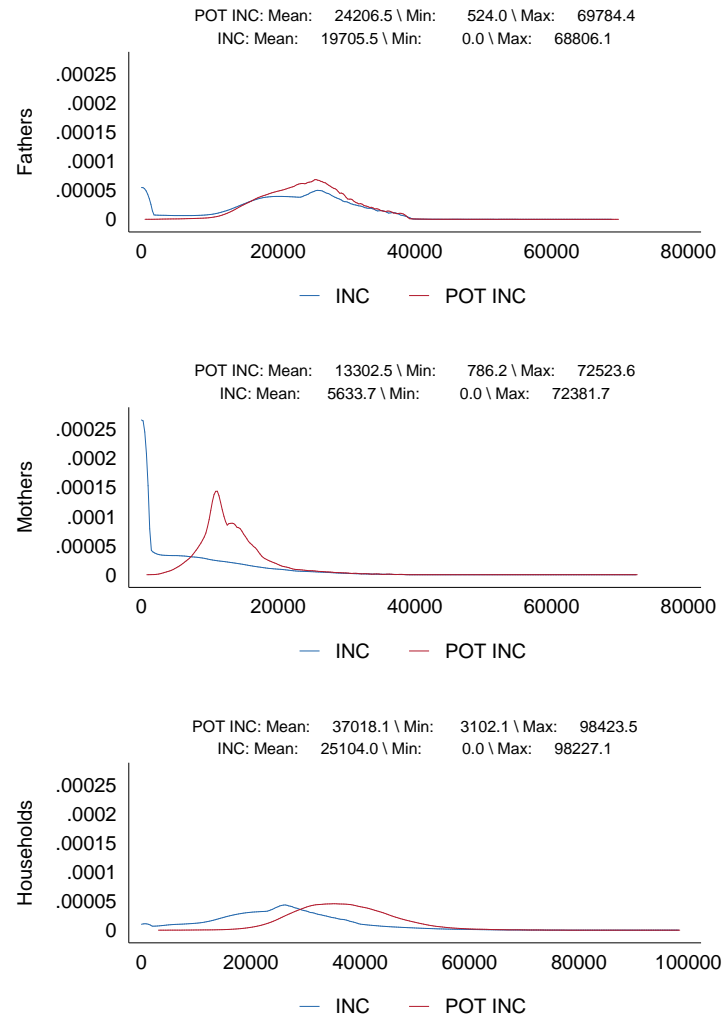 POT INC: Mean: 24206.5 \ Min: 524.0 \ Max: 69784.4
INC: Mean: 19705.5 \ Min: 0.0 \ Max: 68806.1
Fathers
.00025
.0002
.00015
.0001
.00005
0
0 20000 40000 60000 80000
INC POT INC
POT INC: Mean: 13302.5 \ Min: 786.2 \ Max: 72523.6
INC: Mean: 5633.7 \ Min: 0.0 \ Max: 72381.7
Mothers
.00025
.0002
.00015
.0001
.00005
0
0 20000 40000 60000 80000
INC POT INC
POT INC: Mean: 37018.1 \ Min: 3102.1 \ Max: 98423.5
INC: Mean: 25104.0 \ Min: 0.0 \ Max: 98227.1
Households
.00025
.0002
.00015
.0001
.00005
0
0 20000 40000 60000 80000 100000
INC POT INC